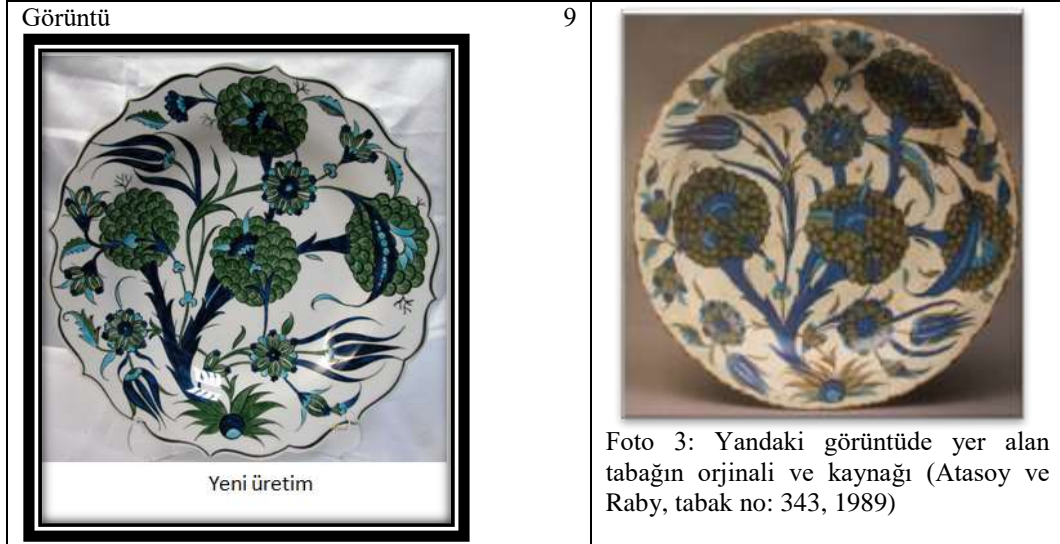 Görüntü 9
Yeni üretim
Foto 3: Yandaki görüntüde yer alan
tabağın orjinali ve kaynağı (Atasoy ve
Raby, tabak no: 343, 1989)